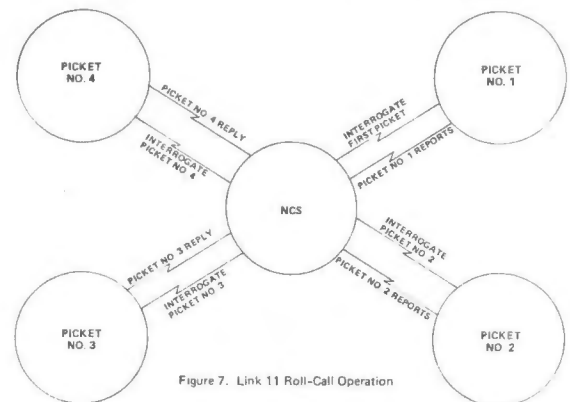 PICKET
NO. 4
PICKET
NO. 1
PICKET NO. 4 REPLY
INTERROGATE
PICKET NO. 4
INTERROGATE
FIRST PICKET
PICKET NO. 1 REPORTS
NCS
PICKET NO. 3 REPLY
INTERROGATE
PICKET NO. 3
INTERROGATE
PICKET NO. 2
PICKET NO. 2 REPORTS
PICKET
NO. 3
PICKET
NO. 2
Figure 7. Link 11 Roll-Call Operation